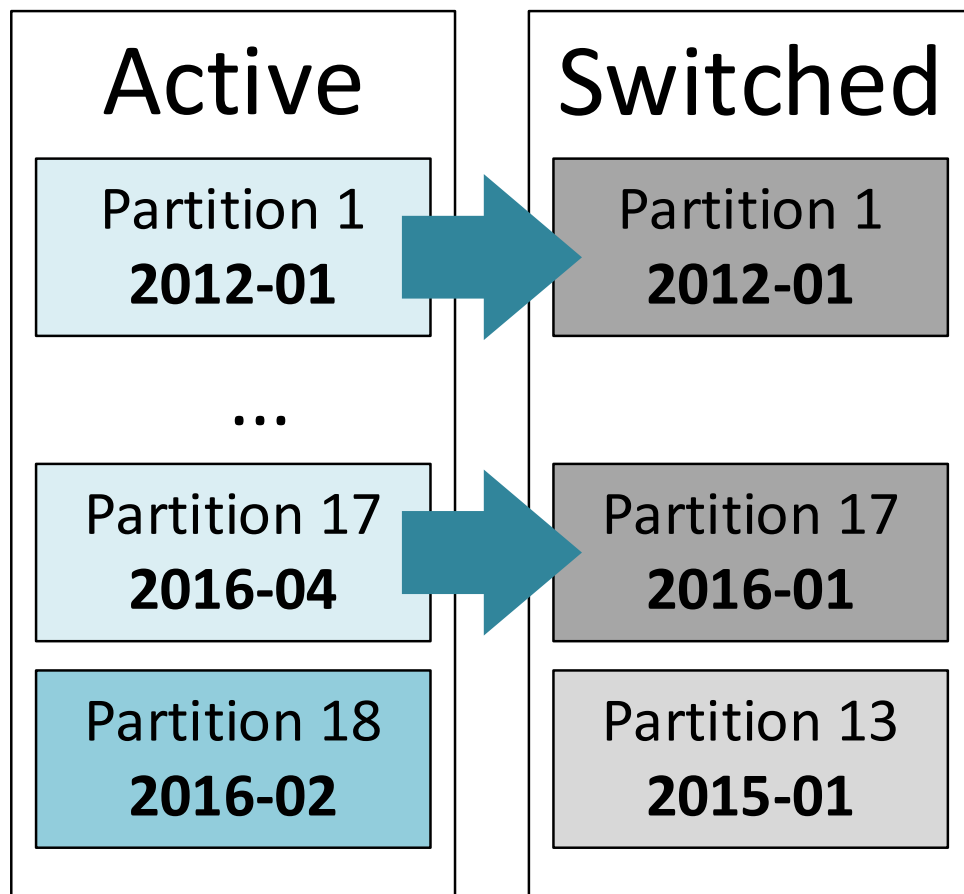 Active
Partition 1
2012-01
...
Partition 17
2016-04
Partition 18
2016-02
Switched
Partition 1
2012-01
Partition 17
2016-01
Partition 13
2015-01